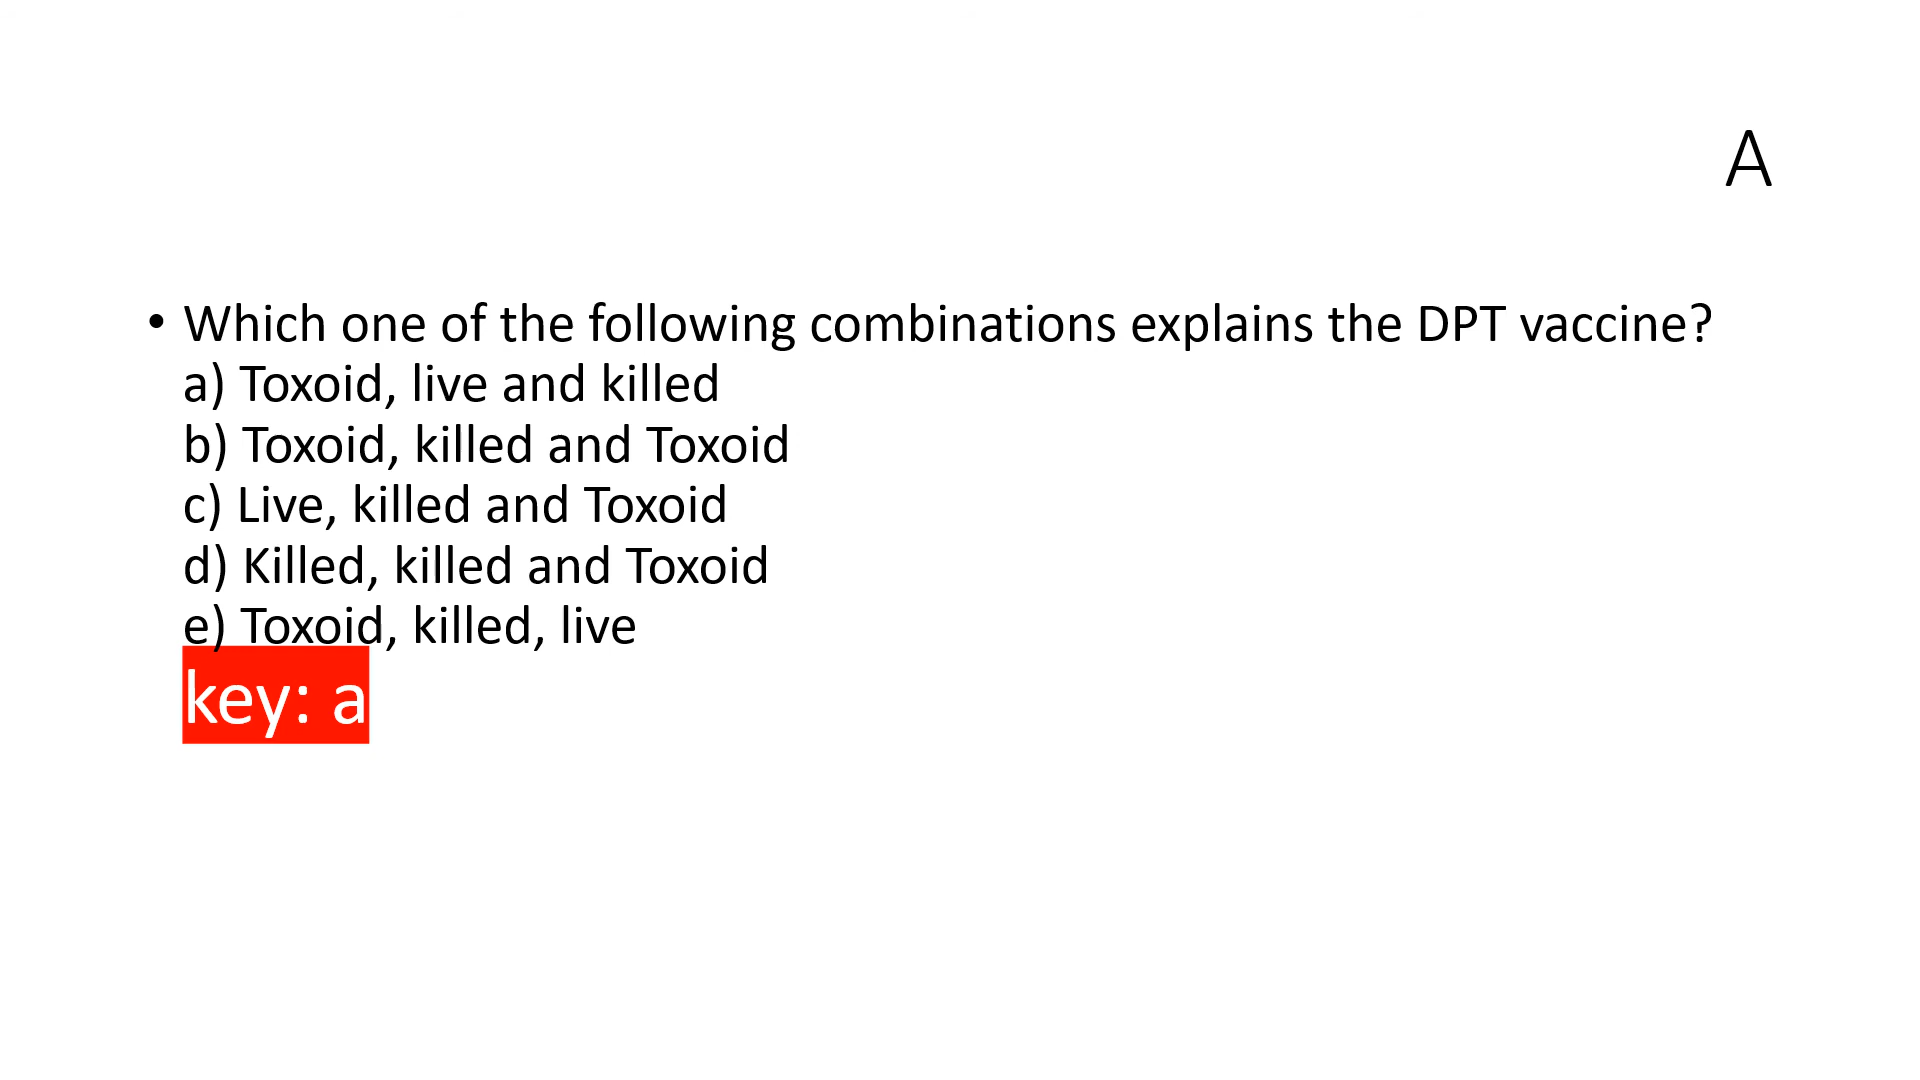 A
• Which one of the following combinations explains the DPT vaccine?
a) Toxoid, live and killed
b) Toxoid, killed and Toxoid
c) Live, killed and Toxoid
d) Killed, killed and Toxoid
e) Toxoid, killed, live
key: a